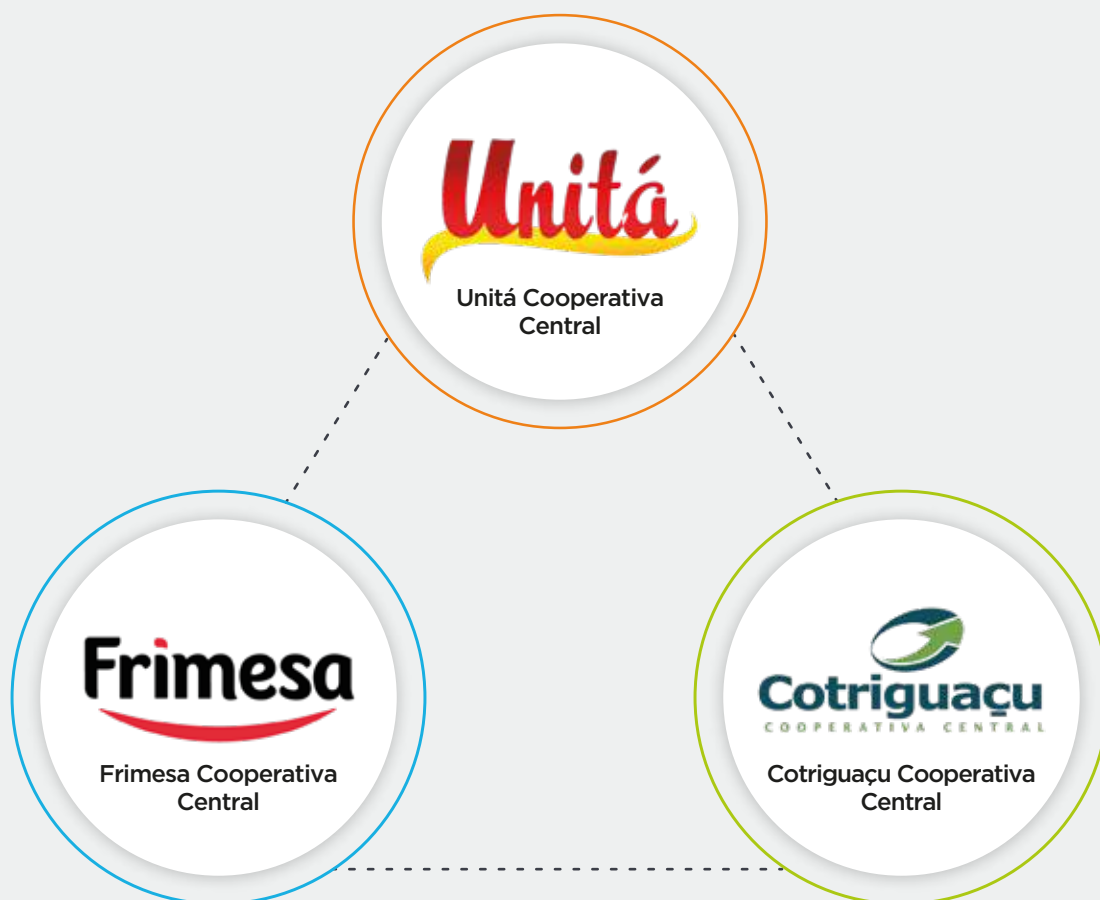 Unitá
Unitá Cooperativa
Central
Frimesa
Frimesa Cooperativa
Central
Cotriguaçu
COOPERATIVA CENTRAL
Cotriguaçu Cooperativa
Central